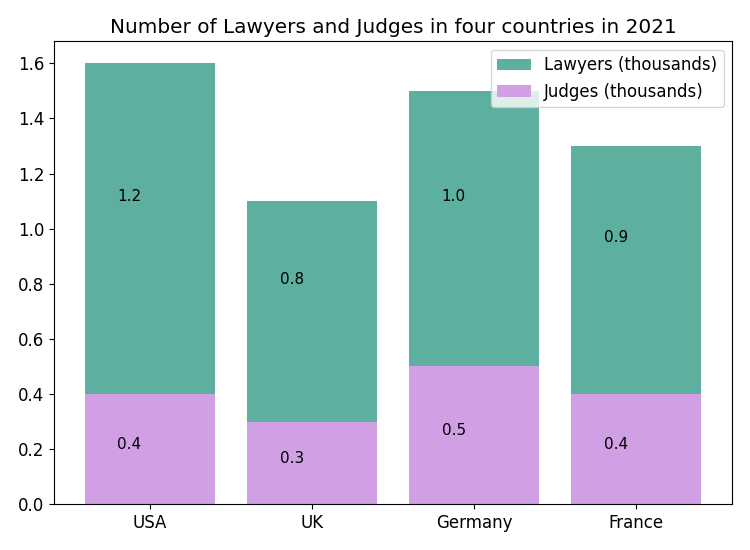 Number of Lawyers and Judges in four countries in 2021
Lawyers (thousands)
Judges (thousands)
1.6
1.4
1.2
1.0
0.8
0.6
0.4
0.2
0.0
1.2
0.8
1.0
0.9
0.4
0.3
0.5
0.4
USA
UK
Germany
France